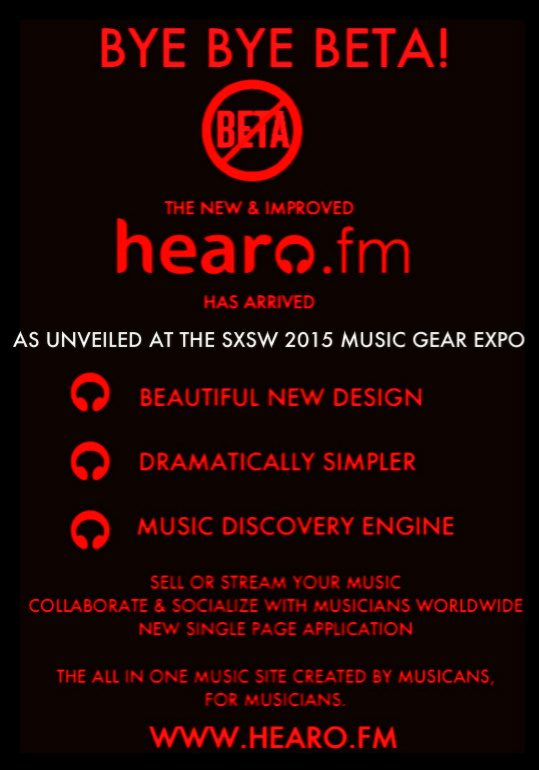 BYE BYE BETA!
BETA
THE NEW & IMPROVED
hearo.fm
HAS ARRIVED
AS UNVEILED AT THE SXSW 2015 MUSIC GEAR EXPO
BEAUTIFUL NEW DESIGN
DRAMATICALLY SIMPLER
MUSIC DISCOVERY ENGINE
SELL OR STREAM YOUR MUSIC
COLLABORATE & SOCIALIZE WITH MUSICIANS WORLDWIDE
NEW SINGLE PAGE APPLICATION
THE ALL IN ONE MUSIC SITE CREATED BY MUSICANS,
FOR MUSICIANS.
WWW.HEARO.FM